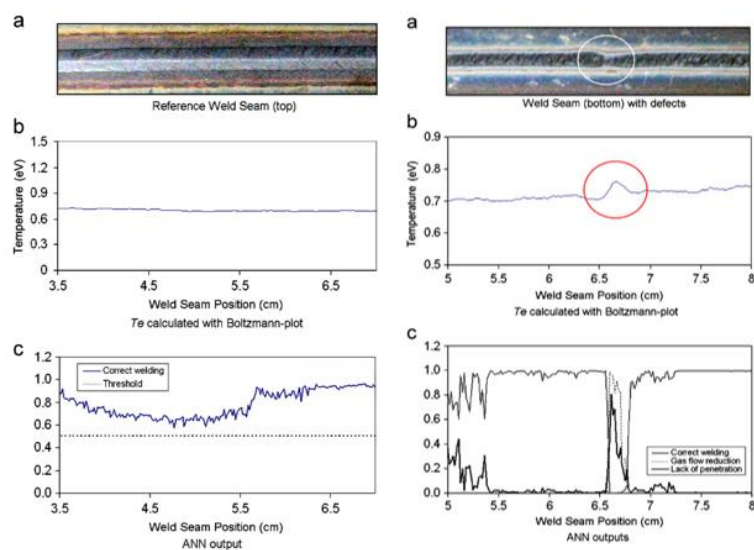 a
Reference Weld Seam (top)
b
Temperature (eV)
1.5
1.2
0.9
0.6
0.3
0
3.5 4.5 5.5 6.5
Weld Seam Position (cm)
Te calculated with Boltzmann-plot
c
1.2
1.0
0.8
0.6
0.4
0.2
0.0
Correct welding
Threshold
3.5 4.5 5.5 6.5
Weld Seam Position (cm)
ANN output
a
Weld Seam (bottom) with defects
b
Temperature (eV)
0.9
0.8
0.7
0.6
0.5
5 5.5 6 6.5 7 7.5 8
Weld Seam Position (cm)
Te calculated with Boltzmann-plot
c
1.2
1.0
0.8
0.6
0.4
0.2
0.0
Correct welding
Gas flow reduction
Lack of penetration
5 5.5 6 6.5 7 7.5 8
Weld Seam Position (cm)
ANN outputs